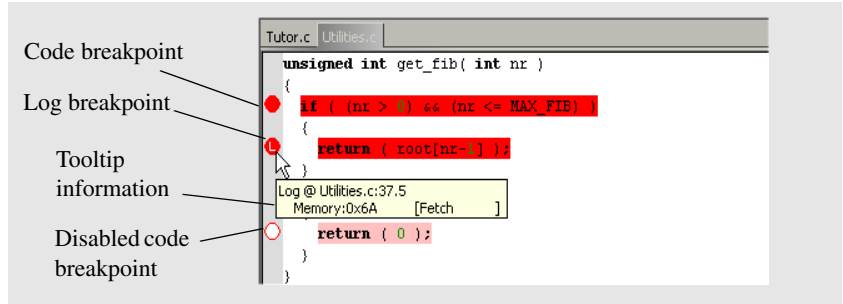 Code breakpoint
Log breakpoint
Tooltip
information
Disabled code
breakpoint
Tutor.c Utilities.c
unsigned int get_fib( int nr )
{
if ( (nr > 0) && (nr <= MAX_FIB) )
{
return ( root[nr-1] );
}
Log @ Utilities.c:37.5
Memory:0x6A [Fetch ]
return ( 0 );
}
}
L